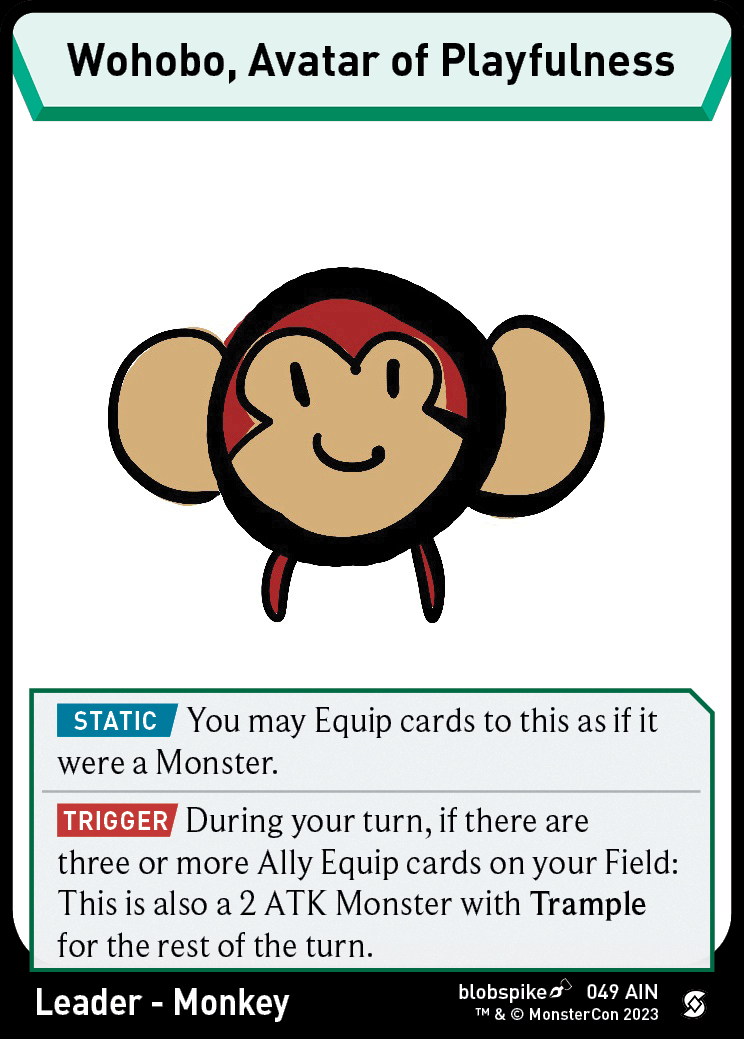 Wohobo, Avatar of Playfulness
STATIC You may Equip cards to this as if it
were a Monster.
TRIGGER During your turn, if there are
three or more Ally Equip cards on your Field:
This is also a 2 ATK Monster with Trample
for the rest of the turn.
Leader - Monkey
blobspike 049 AIN
™ & © MonsterCon 2023